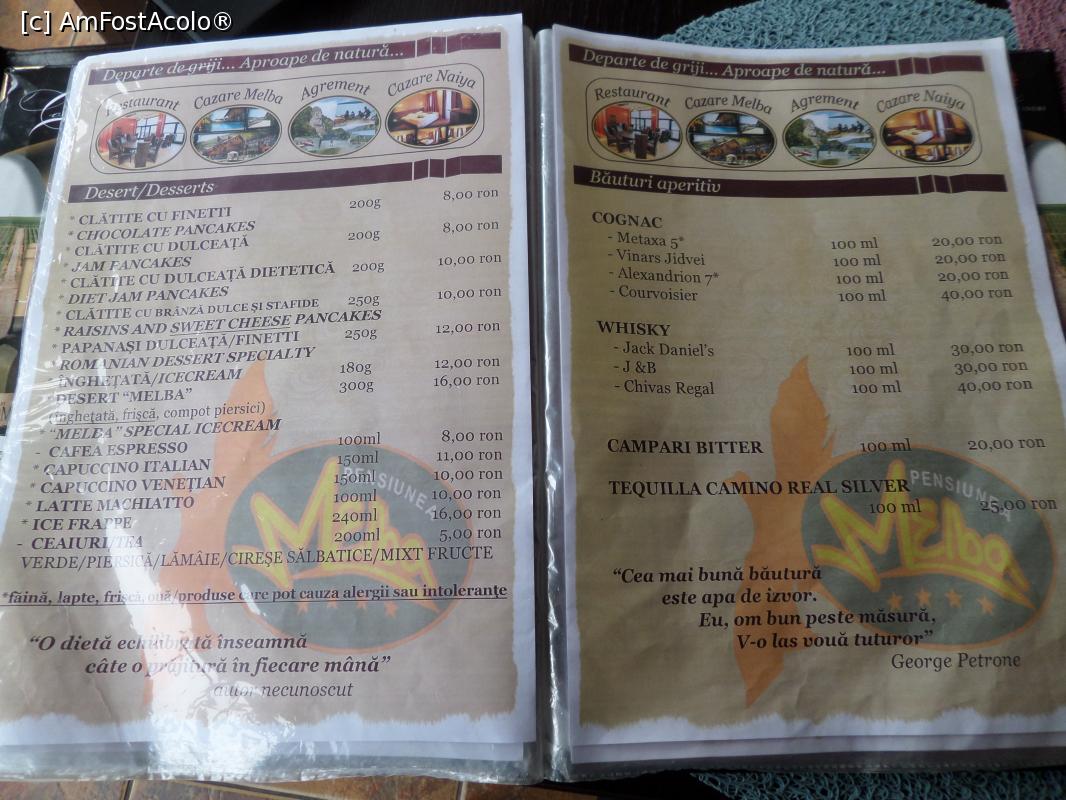 [c] AmFostAcolo®
Departe de griji... Aproape de natură...
Restaurant Cazare Melba Agrement Cazare Naiya
Desert/Desserts
* CLĂTITE CU FINETTI 200g 8,00 ron
* CHOCOLATE PANCAKES
* CLĂTITE CU DULCEAȚĂ 200g 8,00 ron
* JAM PANCAKES
* CLĂTITE CU DULCEAȚĂ DIETETICĂ 200g 10,00 ron
* DIET JAM PANCAKES
* CLĂTITE CU BRÂNZĂ DULCE ȘI STAFIDE 250g 10,00 ron
* RAISINS AND SWEET CHEESE PANCAKES
* PAPANAȘI DULCEAȚĂ/FINETTI 250g 12,00 ron
* ROMANIAN DESSERT SPECIALTY
* ÎNGHEȚATĂ/ICECREAM 180g 12,00 ron
* DESERT “MELBA” 300g 16,00 ron
(înghețată, frișcă, compot piersici)
* “MELBA” SPECIAL ICECREAM
- CAFEA ESPRESSO 100ml 8,00 ron
* CAPUCCINO ITALIAN 150ml 11,00 ron
* CAPUCCINO VENEȚIAN 150ml 10,00 ron
* LATTE MACHIATTO 100ml 10,00 ron
* ICE FRAPPE 240ml 16,00 ron
- CEAIURI/TEA 200ml 5,00 ron
VERDE/PIERSICĂ/LĂMÂIE/CIREȘE SĂLBATICE/MIXT FRUCTE
*făină, lapte, frișcă, ouă/produse care pot cauza alergii sau intoleranțe
“O dietă echilibrată înseamnă
câte o prăjitură în fiecare mână”
autor necunoscut
PENSIUNEA
Melba
Departe de griji... Aproape de natură...
Restaurant Cazare Melba Agrement Cazare Naiya
Băuturi aperitiv
COGNAC
- Metaxa 5* 100 ml 20,00 ron
- Vinars Jidvei 100 ml 20,00 ron
- Alexandrion 7* 100 ml 20,00 ron
- Courvoisier 100 ml 40,00 ron
WHISKY
- Jack Daniel's 100 ml 30,00 ron
- J &B 100 ml 30,00 ron
- Chivas Regal 100 ml 40,00 ron
CAMPARI BITTER 100 ml 20,00 ron
TEQUILLA CAMINO REAL SILVER
100 ml 25,00 ron
PENSIUNEA
Melba
“Cea mai bună băutură
este apa de izvor.
Eu, om bun peste măsură,
V-o las vouă tuturor”
George Petrone